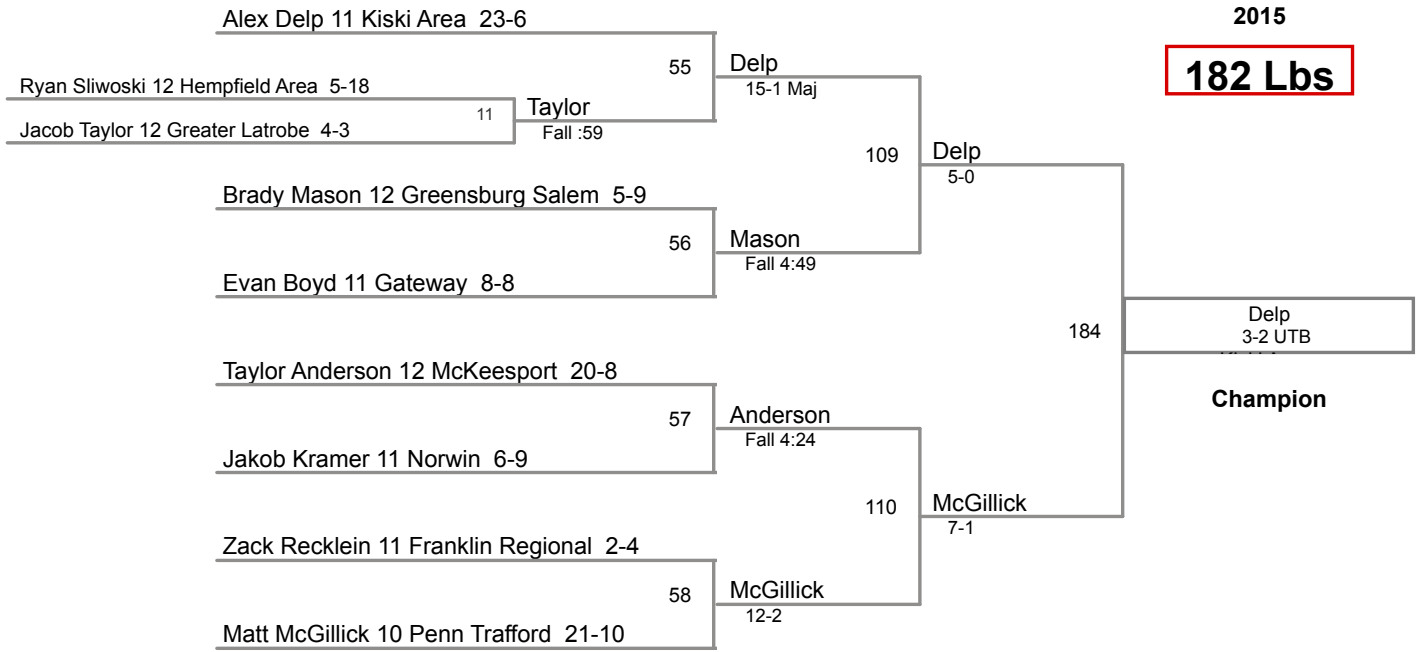 Alex Delp 11 Kiski Area 23-6
2015
182 Lbs
55
Delp
15-1 Maj
Ryan Sliwoski 12 Hempfield Area 5-18
11
Taylor
Fall :59
Jacob Taylor 12 Greater Latrobe 4-3
109
Delp
5-0
Brady Mason 12 Greensburg Salem 5-9
56
Mason
Fall 4:49
Evan Boyd 11 Gateway 8-8
184
Delp
3-2 UTB
Champion
Taylor Anderson 12 McKeesport 20-8
57
Anderson
Fall 4:24
Jakob Kramer 11 Norwin 6-9
110
McGillick
7-1
Zack Recklein 11 Franklin Regional 2-4
58
McGillick
12-2
Matt McGillick 10 Penn Trafford 21-10